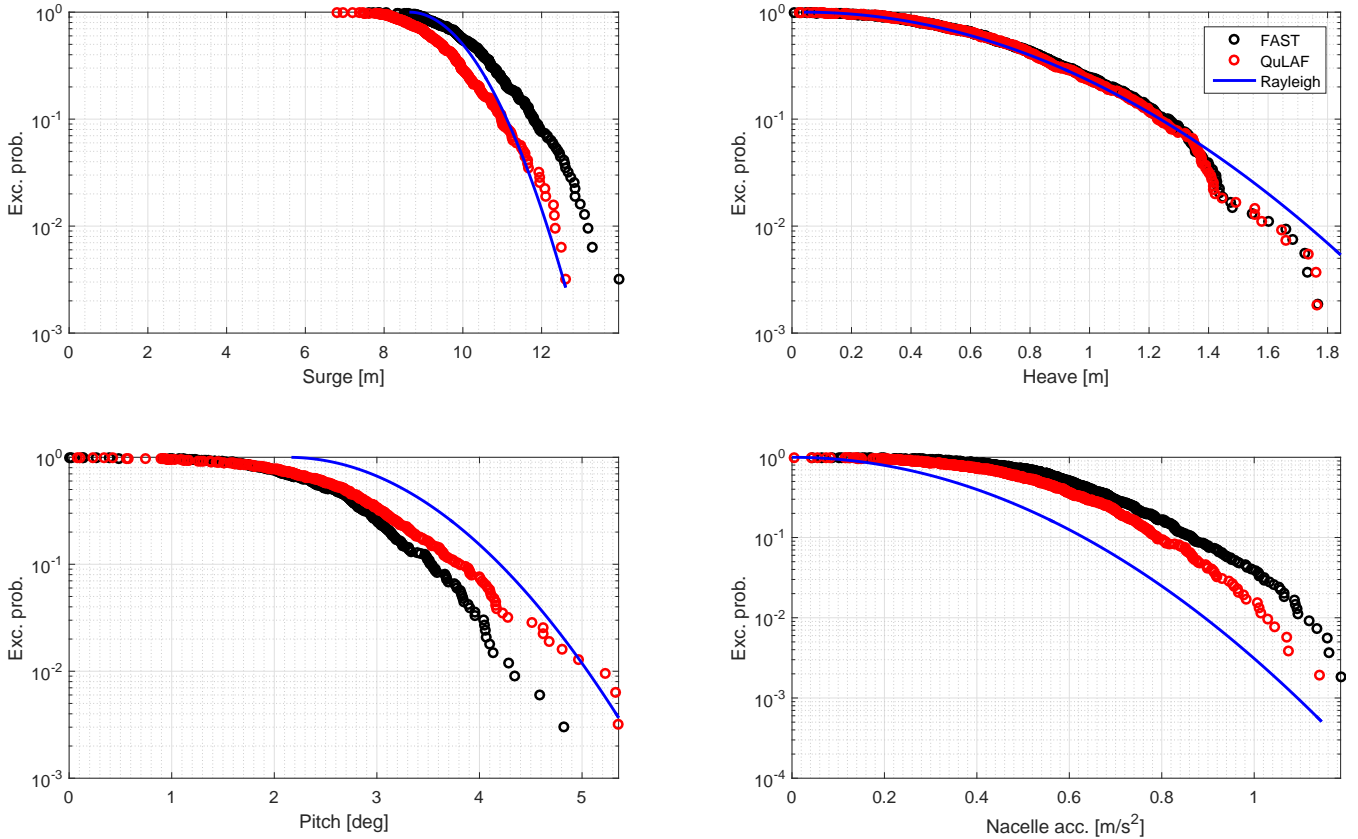 10^0
10^-1
10^-2
10^-3
Exc. prob.
0 2 4 6 8 10 12
Surge [m]
10^0
10^-1
10^-2
10^-3
Exc. prob.
0 0.2 0.4 0.6 0.8 1 1.2 1.4 1.6 1.8
Heave [m]
FAST
QuLAF
Rayleigh
10^0
10^-1
10^-2
10^-3
Exc. prob.
0 1 2 3 4 5
Pitch [deg]
10^0
10^-1
10^-2
10^-3
10^-4
Exc. prob.
0 0.2 0.4 0.6 0.8 1
Nacelle acc. [m/s^2]